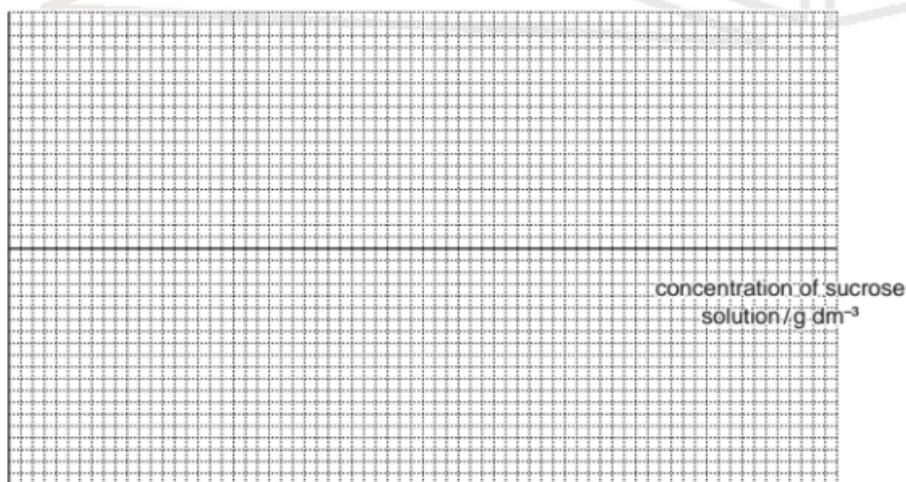 concentration of sucrose
solution / g dm⁻³